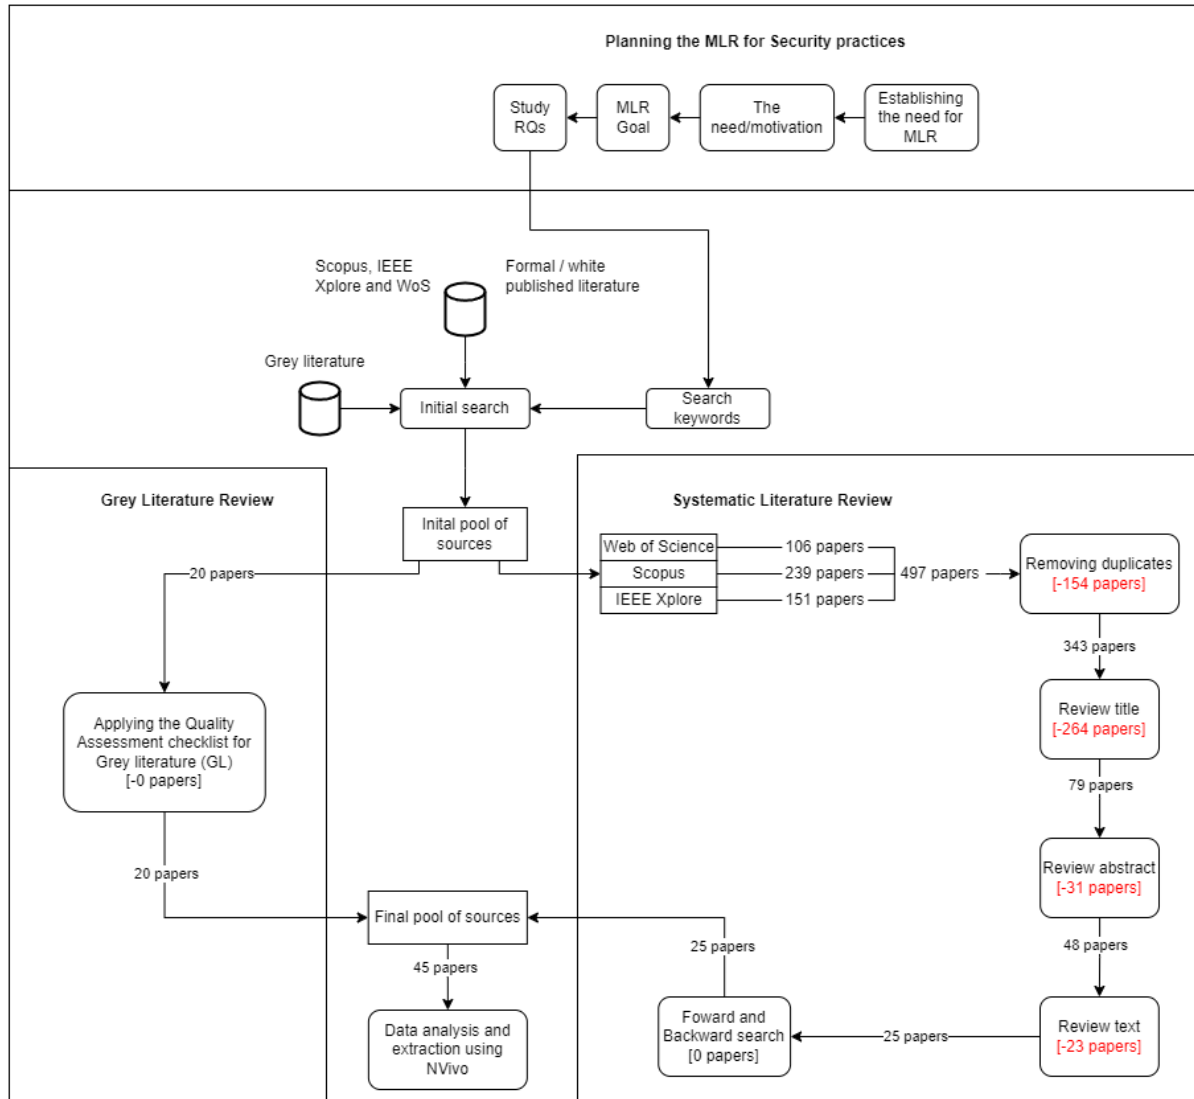 Planning the MLR for Security practices
Study
RQs
MLR
Goal
The
need/motivation
Establishing
the need for
MLR
Scopus, IEEE
Xplore and WoS
Formal / white
published literature
Grey literature
Initial search
Search
keywords
Grey Literature Review
Systematic Literature Review
Inital pool of
sources
20 papers
Web of Science
106 papers
Scopus
239 papers
IEEE Xplore
151 papers
497 papers
Removing duplicates
[-154 papers]
343 papers
Review title
[-264 papers]
79 papers
Applying the Quality
Assessment checklist for
Grey literature (GL)
[-0 papers]
20 papers
Review abstract
[-31 papers]
48 papers
Final pool of sources
45 papers
25 papers
Data analysis and
extraction using
NVivo
Foward and
Backward search
[0 papers]
25 papers
Review text
[-23 papers]